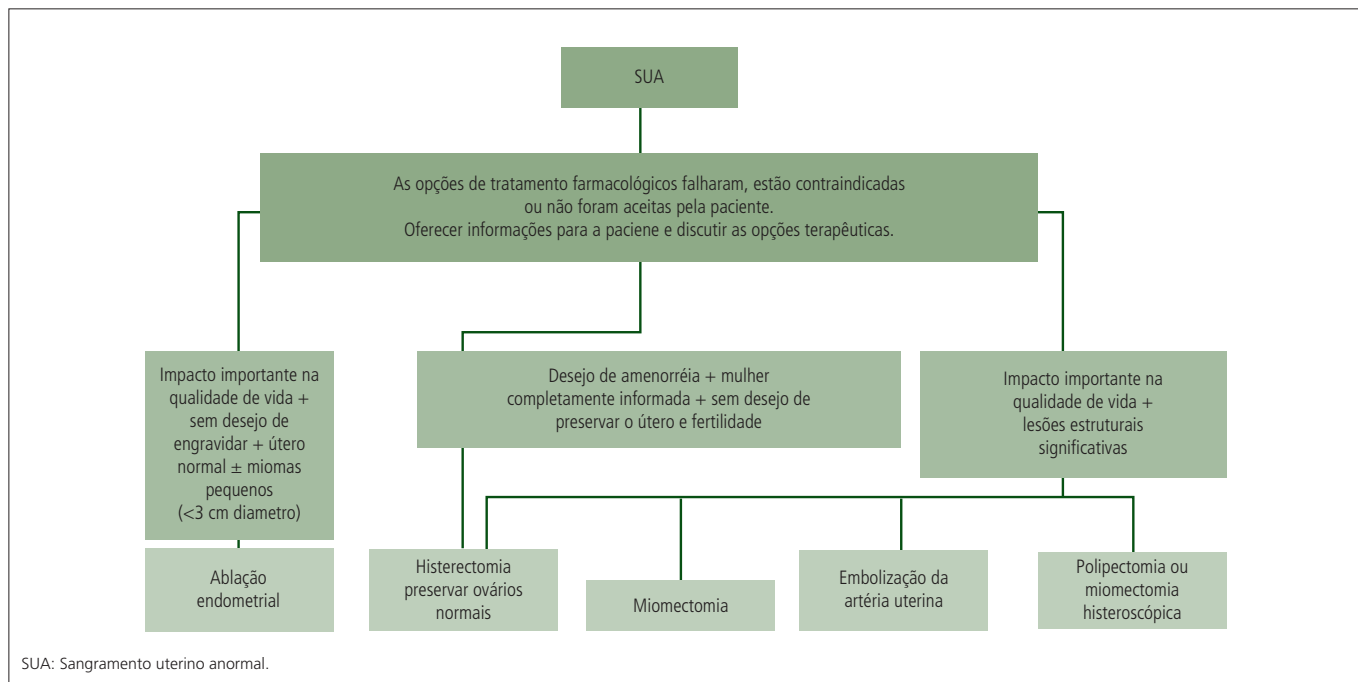 SUA
As opções de tratamento farmacológicos falharam, estão contraindicadas
ou não foram aceitas pela paciente.
Oferecer informações para a paciene e discutir as opções terapêuticas.
Impacto importante na
qualidade de vida +
sem desejo de
engravidar + útero
normal ± miomas
pequenos
(<3 cm diametro)
Desejo de amenorréia + mulher
completamente informada + sem desejo de
preservar o útero e fertilidade
Impacto importante na
qualidade de vida +
lesões estruturais
significativas
Ablação
endometrial
Histerectomia
preservar ovários
normais
Miomectomia
Embolização da
artéria uterina
Polipectomia ou
miomectomia
histeroscópica
SUA: Sangramento uterino anormal.